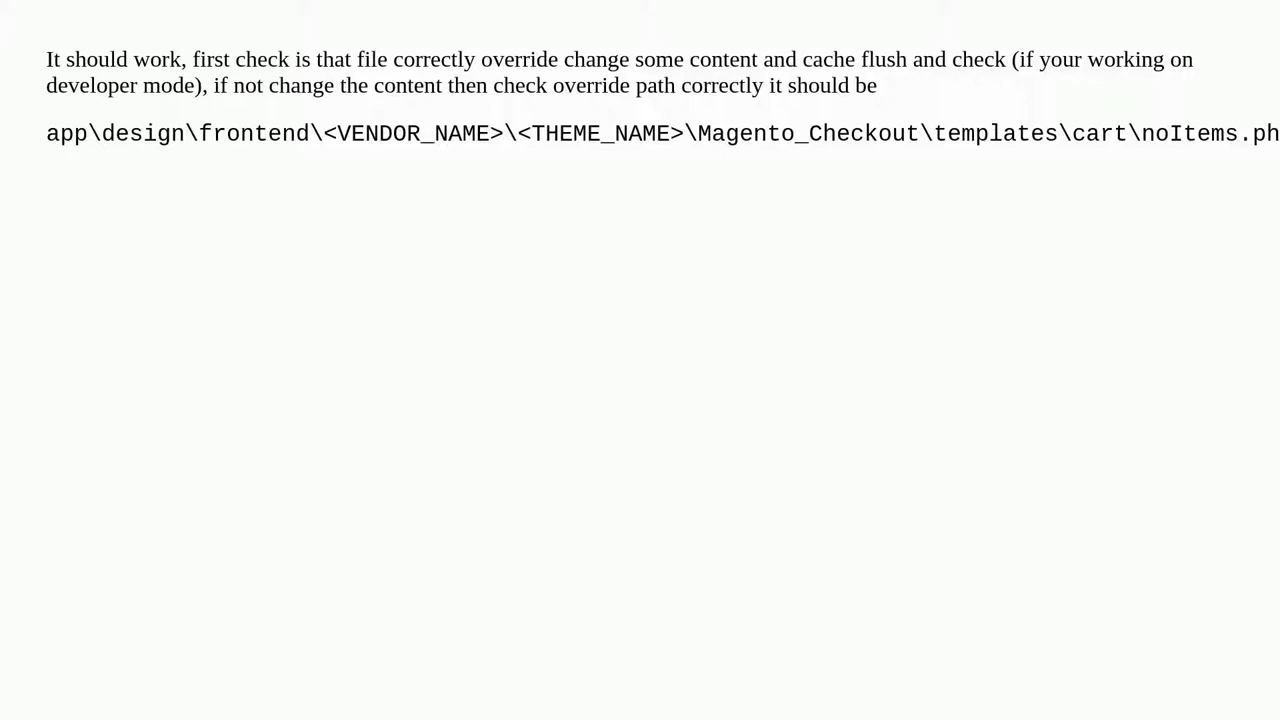 It should work, first check is that file correctly override change some content and cache flush and check (if your working on
developer mode), if not change the content then check override path correctly it should be
app\design\frontend\<VENDOR_NAME>\<THEME_NAME>\Magento_Checkout\templates\cart\noItems.ph